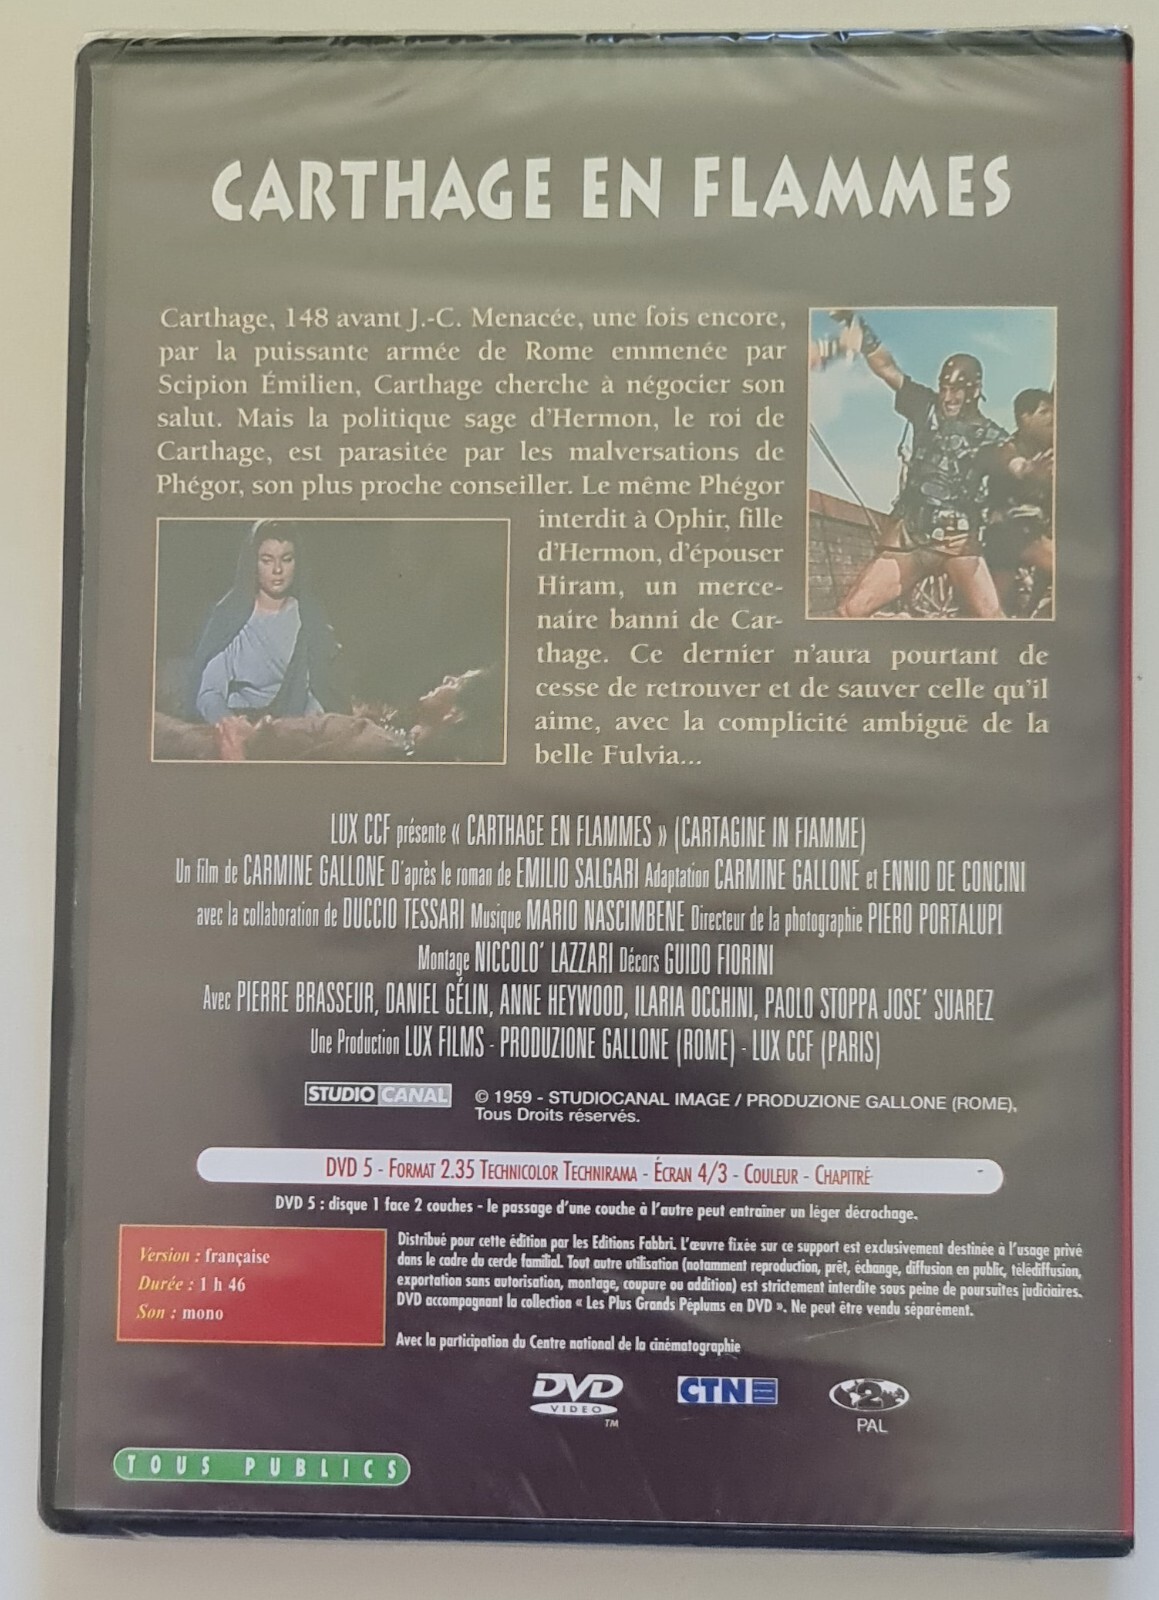 CARTHAGE EN FLAMMES
Carthage, 148 avant J.-C. Menacée, une fois encore,
par la puissante armée de Rome emmenée par
Scipion Émilien, Carthage cherche à négocier son
salut. Mais la politique sage d'Hermon, le roi de
Carthage, est parasitée par les malversations de
Phégor, son plus proche conseiller. Le même Phégor
interdit à Ophir, fille
d'Hermon, d'épouser
Hiram, un merce-
naire banni de Car-
thage. Ce dernier n'aura pourtant de
cesse de retrouver et de sauver celle qu'il
aime, avec la complicité ambiguë de la
belle Fulvia...
LUX CCF présente « CARTHAGE EN FLAMMES » (CARTAGINE IN FIAMME)
Un film de CARMINE GALLONE D'après le roman de EMILIO SALGARI Adaptation CARMINE GALLONE et ENNIO DE CONCINI
avec la collaboration de DUCCIO TESSARI Musique MARIO NASCIMBENE Directeur de la photographie PIERO PORTALUPI
Montage NICCOLO' LAZZARI Décors GUIDO FIORINI
Avec PIERRE BRASSEUR, DANIEL GÉLIN, ANNE HEYWOOD, ILARIA OCCHINI, PAOLO STOPPA JOSE' SUAREZ
Une Production LUX FILMS - PRODUZIONE GALLONE (ROME) - LUX CCF (PARIS)
STUDIO CANAL
© 1959 - STUDIOCANAL IMAGE / PRODUZIONE GALLONE (ROME),
Tous Droits réservés.
DVD 5 - FORMAT 2.35 TECHNICOLOR TECHNIRAMA - ÉCRAN 4/3 - COULEUR - CHAPITRÉ
DVD 5 : disque 1 face 2 couches - le passage d'une couche à l'autre peut entraîner un léger décrochage.
Version : française
Durée : 1 h 46
Son : mono
Distribué pour cette édition par les Editions Fabbri. L'œuvre fixée sur ce support est exclusivement destinée à l'usage privé
dans le cadre du cercle familial. Tout autre utilisation (notamment reproduction, prêt, échange, diffusion en public, télédiffusion,
exportation sans autorisation, montage, coupure ou addition) est strictement interdite sous peine de poursuites judiciaires.
DVD accompagnant la collection « Les Plus Grands Péplums en DVD ». Ne peut être vendu séparément.
Avec la participation du Centre national de la cinématographie
DVD
VIDEO
TM
CTN
2
PAL
TOUS PUBLICS